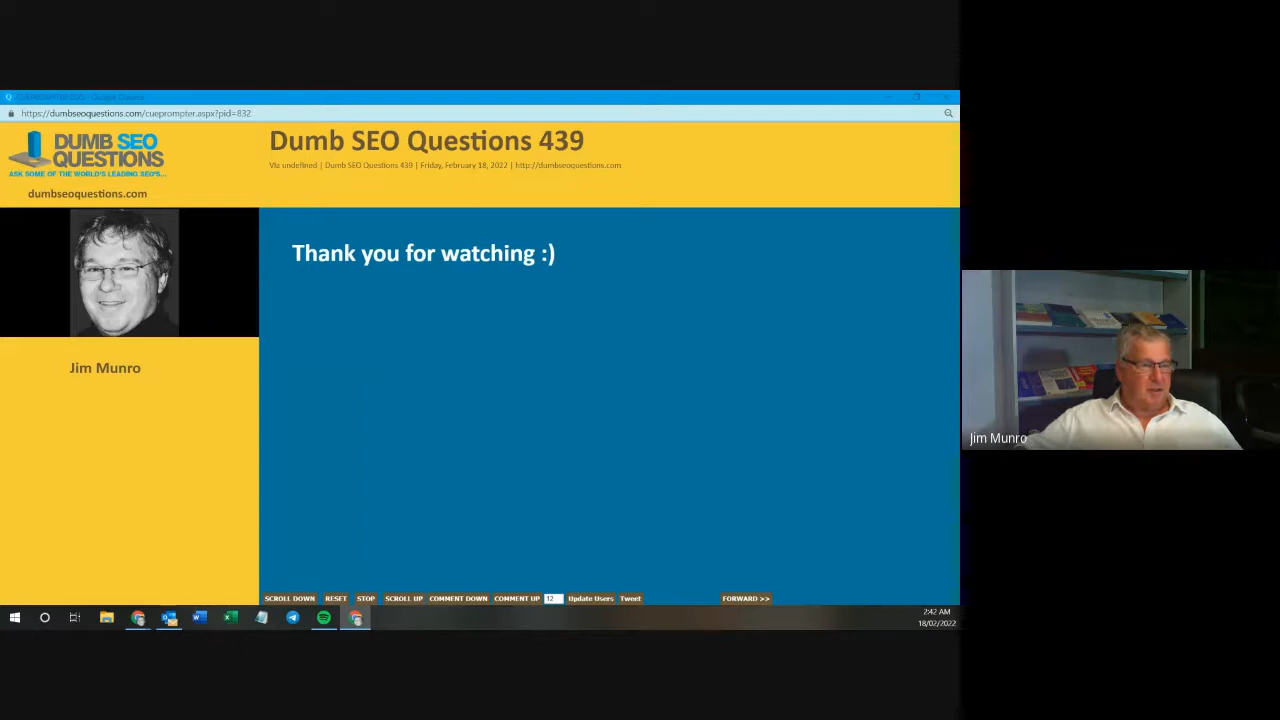 https://dumbseoquestions.com/cueprompter.aspx?pid=832
DUMB SEO
QUESTIONS
ASK SOME OF THE WORLD'S LEADING SEO'S...
dumbseoquestions.com
Dumb SEO Questions 439
Via undefined | Dumb SEO Questions 439 | Friday, February 18, 2022 | http://dumbseoquestions.com
Jim Munro
Thank you for watching :)
Jim Munro
SCROLL DOWN RESET STOP SCROLL UP COMMENT DOWN COMMENT UP 12 Update Users Tweet FORWARD >>
2:42 AM
18/02/2022